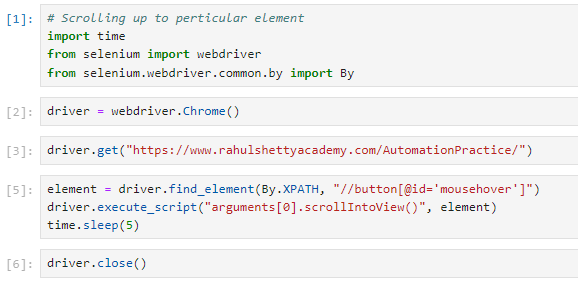 [1]: # Scrolling up to perticular element
import time
from selenium import webdriver
from selenium.webdriver.common.by import By
[2]: driver = webdriver.Chrome()
[3]: driver.get("https://www.rahulshettyacademy.com/AutomationPractice/")
[5]: element = driver.find_element(By.XPATH, "//button[@id='mousehover']")
driver.execute_script("arguments[0].scrollIntoView()", element)
time.sleep(5)
[6]: driver.close()